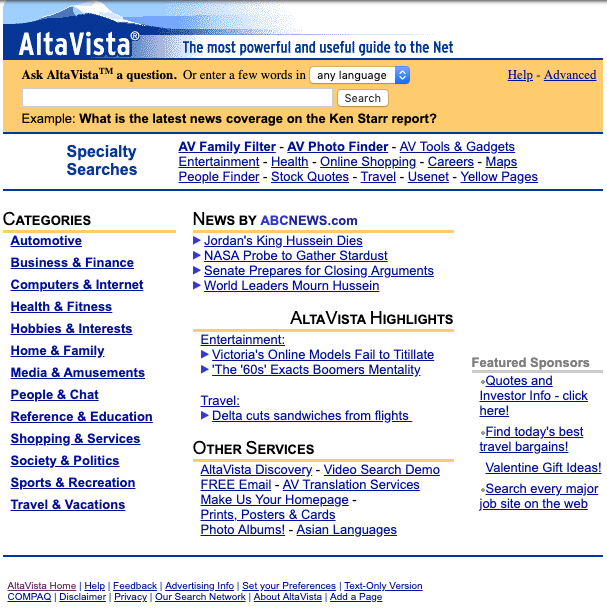 AltaVista® The most powerful and useful guide to the Net
Ask AltaVista™ a question. Or enter a few words in any language Help - Advanced
Search
Example: What is the latest news coverage on the Ken Starr report?
Specialty
Searches
AV Family Filter - AV Photo Finder - AV Tools & Gadgets
Entertainment - Health - Online Shopping - Careers - Maps
People Finder - Stock Quotes - Travel - Usenet - Yellow Pages
CATEGORIES
Automotive
Business & Finance
Computers & Internet
Health & Fitness
Hobbies & Interests
Home & Family
Media & Amusements
People & Chat
Reference & Education
Shopping & Services
Society & Politics
Sports & Recreation
Travel & Vacations
NEWS BY ABCNEWS.com
Jordan's King Hussein Dies
NASA Probe to Gather Stardust
Senate Prepares for Closing Arguments
World Leaders Mourn Hussein
ALTAVISTA HIGHLIGHTS
Entertainment:
Victoria's Online Models Fail to Titillate
'The '60s' Exacts Boomers Mentality
Travel:
Delta cuts sandwiches from flights
OTHER SERVICES
AltaVista Discovery - Video Search Demo
FREE Email - AV Translation Services
Make Us Your Homepage -
Prints, Posters & Cards
Photo Albums! - Asian Languages
Featured Sponsors
Quotes and
Investor Info - click
here!
Find today's best
travel bargains!
Valentine Gift Ideas!
Search every major
job site on the web
AltaVista Home | Help | Feedback | Advertising Info | Set your Preferences | Text-Only Version
COMPAQ | Disclaimer | Privacy | Our Search Network | About AltaVista | Add a Page